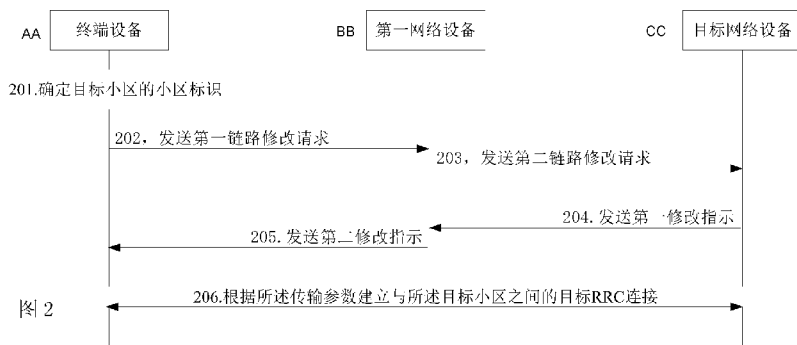 AA 终端设备 BB 第一网络设备 CC 目标网络设备
201.确定目标小区的小区标识
202，发送第一链路修改请求
203，发送第二链路修改请求
204.发送第一修改指示
205.发送第二修改指示
206.根据所述传输参数建立与所述目标小区之间的目标RRC连接
图 2